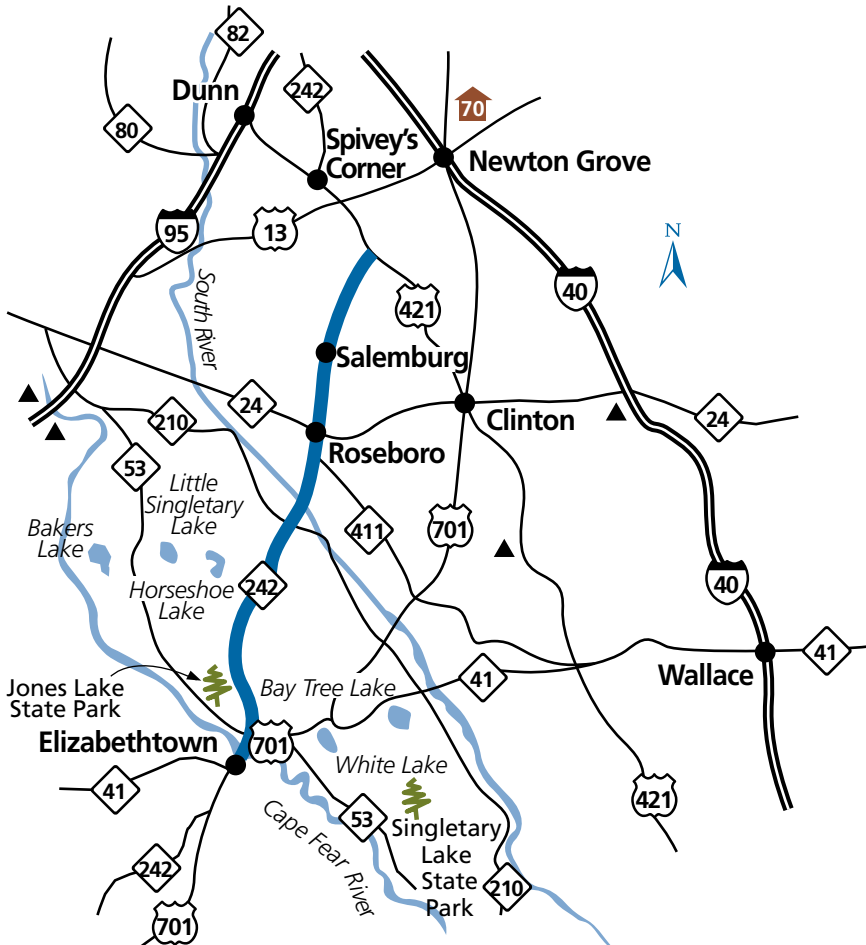 82
Dunn
242
70
80
Spivey's
Corner
Newton Grove
95
13
N
South River
40
421
Salemburg
24
210
Clinton
24
Roseboro
53
Little
Singletary
Lake
Bakers
Lake
411
701
Horseshoe
Lake
242
40
Jones Lake
State Park
Bay Tree Lake
41
Wallace
41
Elizabethtown
701
White Lake
41
Cape Fear River
53
421
Singletary
Lake
State
Park
242
210
701